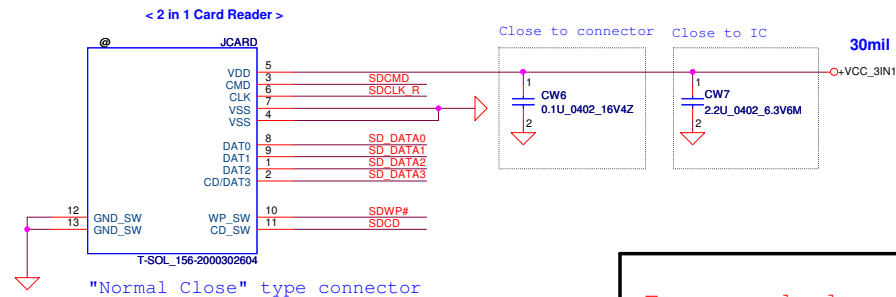 < 2 in 1 Card Reader >
Close to connector
Close to IC
30mil
@
JCARD
VDD 5
+VCC_3IN1
CMD 3 SDCMD
CLK 6 SDCLK_R
VSS 7
VSS 4
1
CW6
0.1U_0402_16V4Z
2
1
CW7
2.2U_0402_6.3V6M
2
DAT0 8 SD_DATA0
DAT1 9 SD_DATA1
DAT2 1 SD_DATA2
CD/DAT3 2 SD_DATA3
12 GND_SW WP_SW 10 SDWP#
13 GND_SW CD_SW 11 SDCD
T-SOL_156-2000302604
"Normal Close" type connector